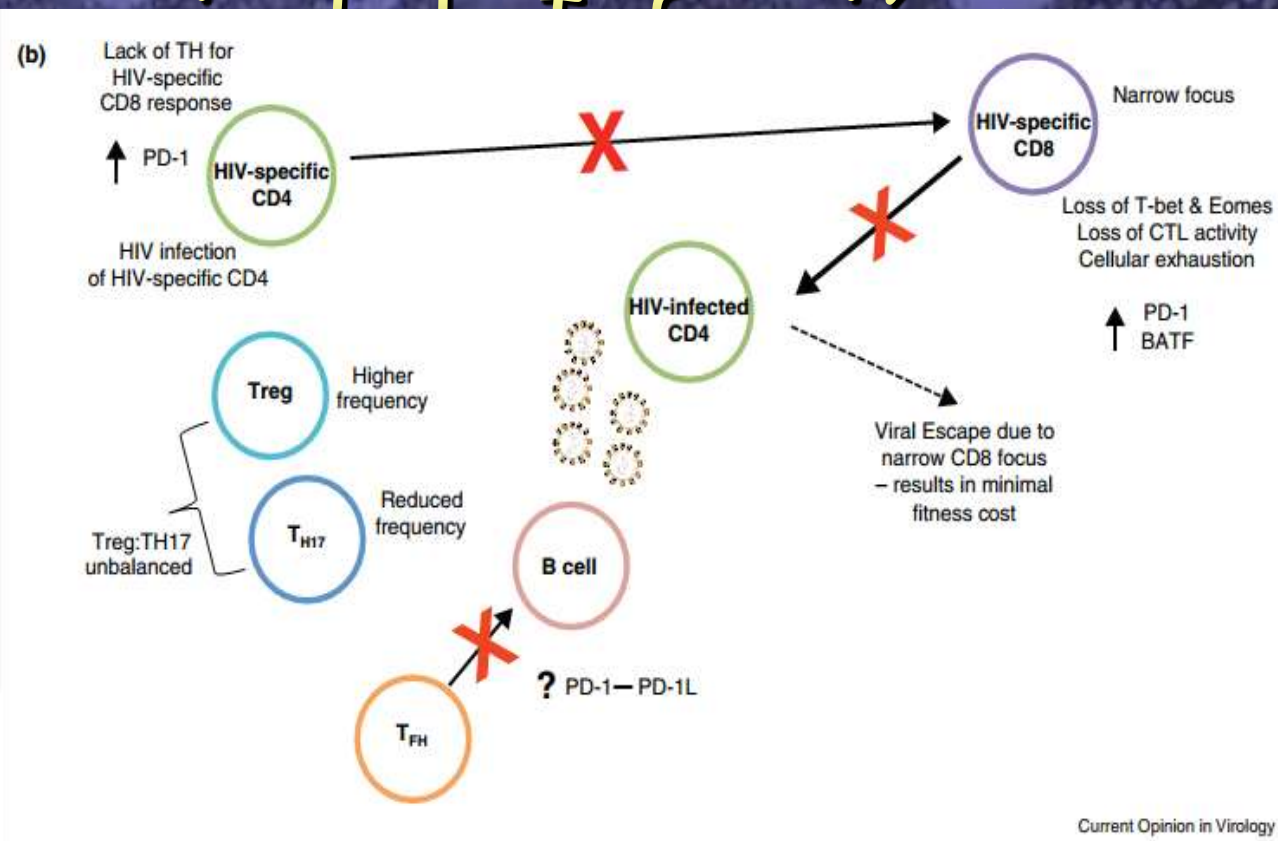 (b)
Lack of TH for
HIV-specific
CD8 response
PD-1
HIV-specific
CD4
HIV infection
of HIV-specific CD4
X
HIV-specific
CD8
Narrow focus
X
Loss of T-bet & Eomes
Loss of CTL activity
Cellular exhaustion
PD-1
BATF
HIV-infected
CD4
Viral Escape due to
narrow CD8 focus
– results in minimal
fitness cost
Treg
Higher
frequency
TH17
Reduced
frequency
Treg:TH17
unbalanced
B cell
X
? PD-1— PD-1L
TFH
Current Opinion in Virology